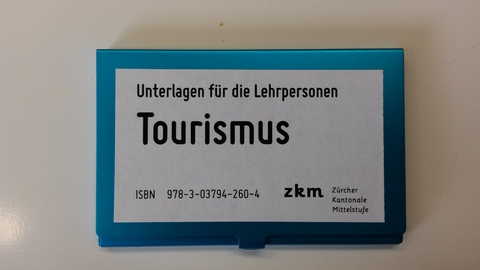 Unterlagen für die Lehrpersonen
Tourismus
ISBN 978-3-03794-260-4
zkm Zürcher
Kantonale
Mittelstufe